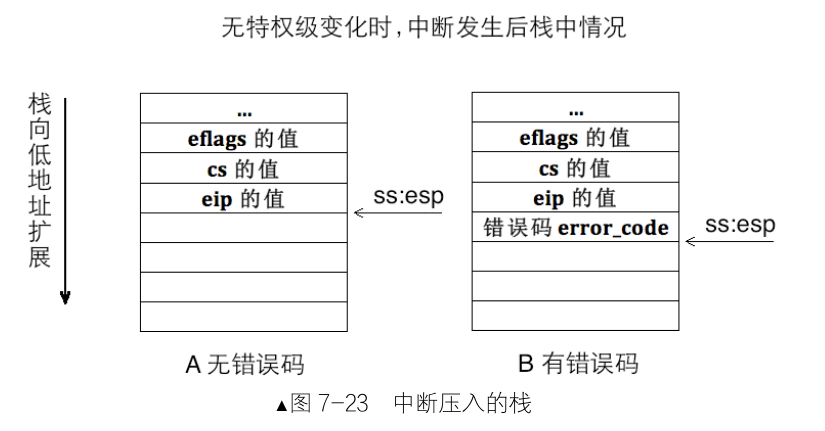 无特权级变化时,中断发生后栈中情况
栈向低地址扩展
...
eflags 的值
cs 的值
eip 的值
ss:esp
A 无错误码
...
eflags 的值
cs 的值
eip 的值
错误码 error_code
ss:esp
B 有错误码
▲图 7-23 中断压入的栈